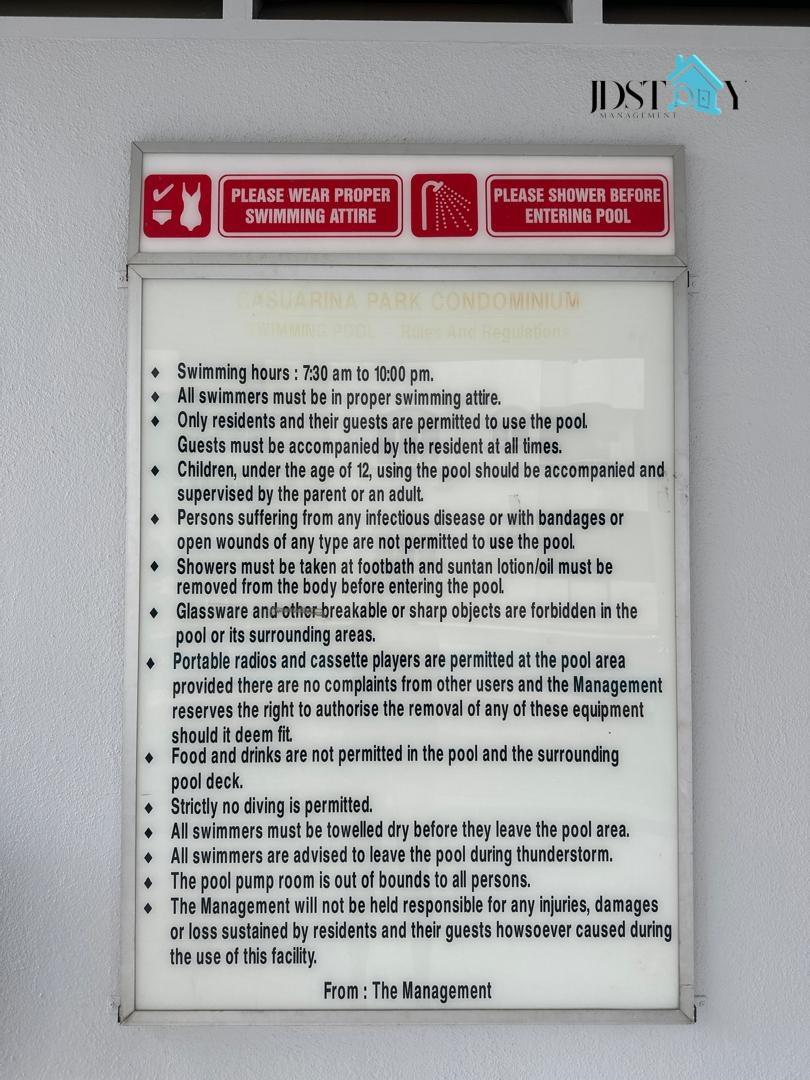 JDSTAY
MANAGEMENT
PLEASE WEAR PROPER
SWIMMING ATTIRE
PLEASE SHOWER BEFORE
ENTERING POOL
CASUARINA PARK CONDOMINIUM
SWIMMING POOL - Rules And Regulations
♦ Swimming hours : 7:30 am to 10:00 pm.
♦ All swimmers must be in proper swimming attire.
♦ Only residents and their guests are permitted to use the pool.
Guests must be accompanied by the resident at all times.
♦ Children, under the age of 12, using the pool should be accompanied and
supervised by the parent or an adult.
♦ Persons suffering from any infectious disease or with bandages or
open wounds of any type are not permitted to use the pool.
♦ Showers must be taken at footbath and suntan lotion/oil must be
removed from the body before entering the pool.
♦ Glassware and other breakable or sharp objects are forbidden in the
pool or its surrounding areas.
♦ Portable radios and cassette players are permitted at the pool area
provided there are no complaints from other users and the Management
reserves the right to authorise the removal of any of these equipment
should it deem fit.
♦ Food and drinks are not permitted in the pool and the surrounding
pool deck.
♦ Strictly no diving is permitted.
♦ All swimmers must be towelled dry before they leave the pool area.
♦ All swimmers are advised to leave the pool during thunderstorm.
♦ The pool pump room is out of bounds to all persons.
♦ The Management will not be held responsible for any injuries, damages
or loss sustained by residents and their guests howsoever caused during
the use of this facility.
From : The Management